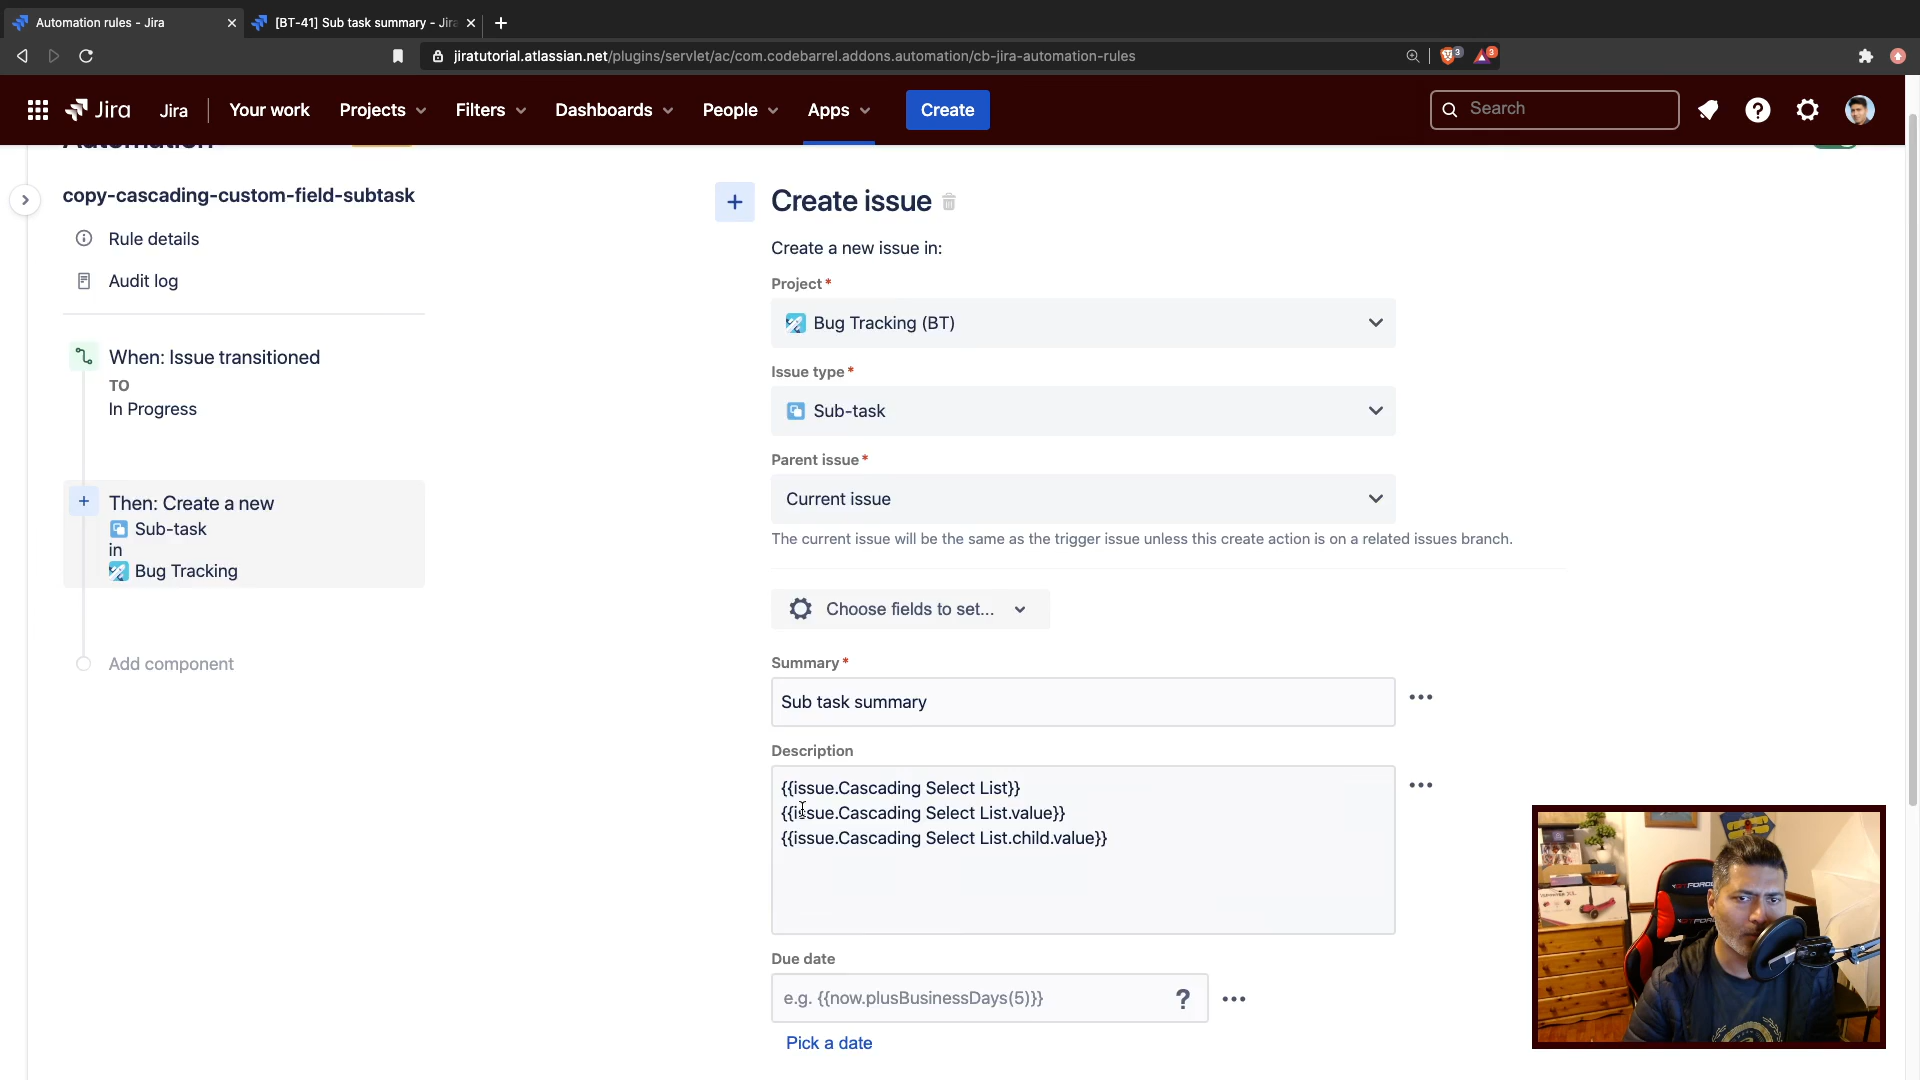 Automation rules - Jira
[BT-41] Sub task summary - Jira
jiratutorial.atlassian.net/plugins/servlet/ac/com.codebarrel.addons.automation/cb-jira-automation-rules
3
3
Jira
Jira
Your work
Projects
Filters
Dashboards
People
Apps
Create
Search
Automation
copy-cascading-custom-field-subtask
Rule details
Audit log
When: Issue transitioned
TO
In Progress
Then: Create a new
Sub-task
in
Bug Tracking
Add component
Create issue
Create a new issue in:
Project*
Bug Tracking (BT)
Issue type*
Sub-task
Parent issue*
Current issue
The current issue will be the same as the trigger issue unless this create action is on a related issues branch.
Choose fields to set...
Summary*
Sub task summary
Description
{{issue.Cascading Select List}}
{{issue.Cascading Select List.value}}
{{issue.Cascading Select List.child.value}}
Due date
e.g. {{now.plusBusinessDays(5)}}
?
Pick a date